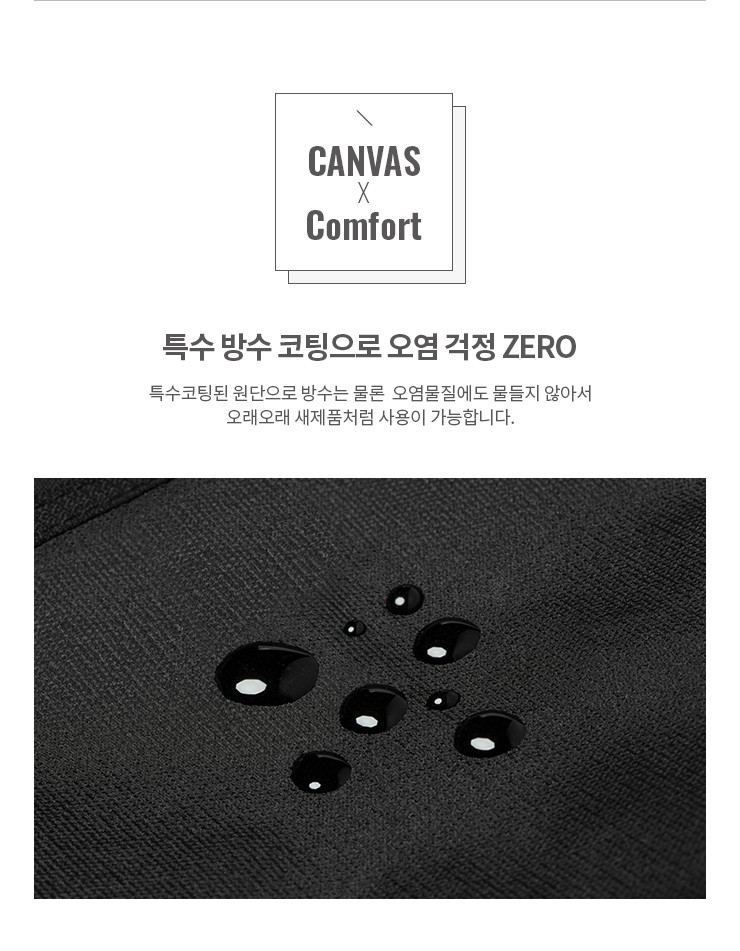 CANVAS
X
Comfort
특수 방수 코팅으로 오염 걱정 ZERO
특수코팅된 원단으로 방수는 물론 오염물질에도 물들지 않아서
오래오래 새제품처럼 사용이 가능합니다.